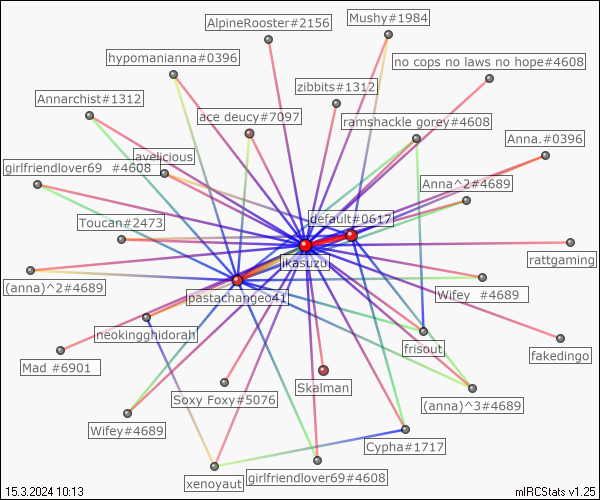 AlpineRooster#2156
Mushy#1984
hypomanianna#0396
no cops no laws no hope#4608
Annarchist#1312
zibbits#1312
ace deucy#7097
ramshackle gorey#4608
Anna.#0396
avelicious
girlfriendlover69 #4608
Anna^2#4689
Toucan#2473
default#0617
jkasuzu
rattgaming
(anna)^2#4689
pastachangeo41
Wifey #4689
neokingghidorah
frisout
fakedingo
Mad #6901
Skalman
Soxy Foxy#5076
(anna)^3#4689
Wifey#4689
Cypha#1717
xenoyaut
girlfriendlover69#4608
15.3.2024 10:13
mIRCStats v1.25